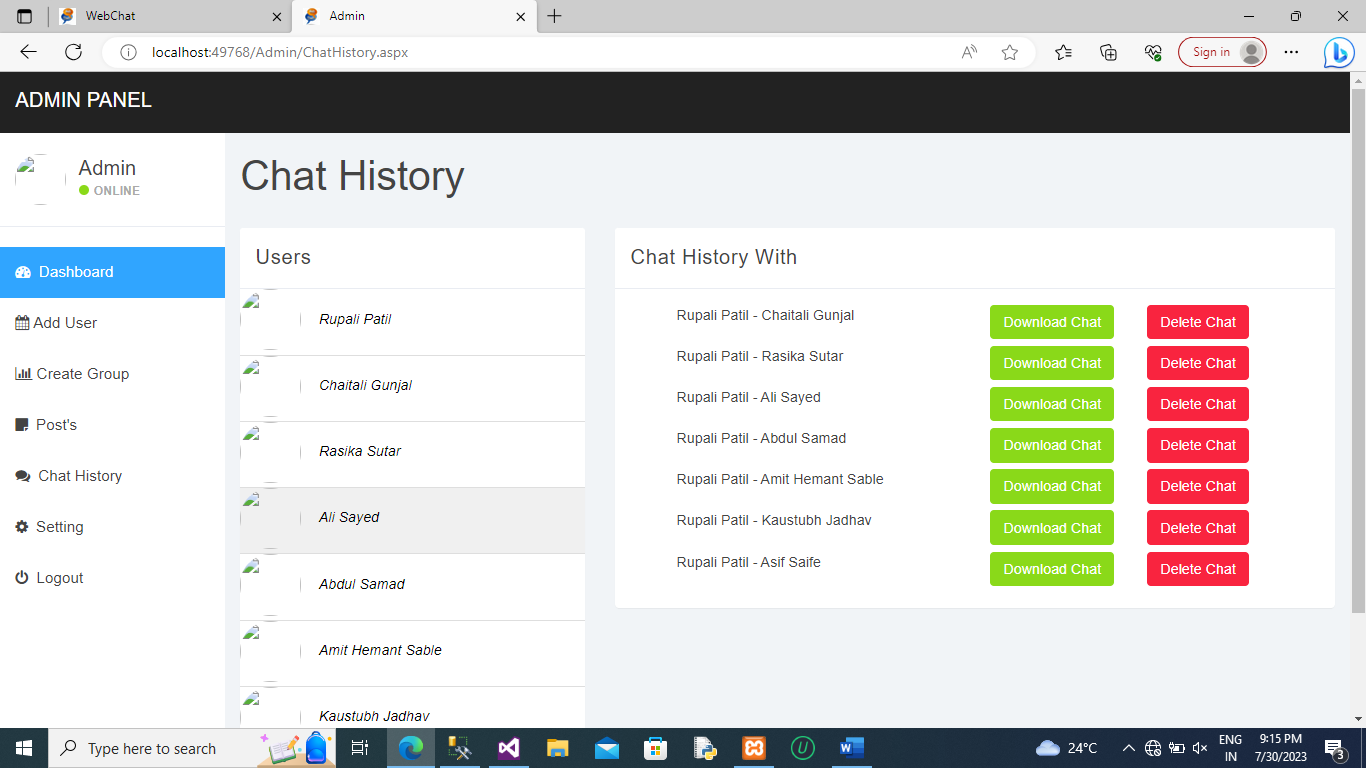 WebChat
Admin
localhost:49768/Admin/ChatHistory.aspx
Sign in
ADMIN PANEL
Admin
ONLINE
Dashboard
Add User
Create Group
Post's
Chat History
Setting
Logout
Chat History
Users
Rupali Patil
Chaitali Gunjal
Rasika Sutar
Ali Sayed
Abdul Samad
Amit Hemant Sable
Kaustubh Jadhav
Chat History With
Rupali Patil - Chaitali Gunjal Download Chat Delete Chat
Rupali Patil - Rasika Sutar Download Chat Delete Chat
Rupali Patil - Ali Sayed Download Chat Delete Chat
Rupali Patil - Abdul Samad Download Chat Delete Chat
Rupali Patil - Amit Hemant Sable Download Chat Delete Chat
Rupali Patil - Kaustubh Jadhav Download Chat Delete Chat
Rupali Patil - Asif Saife Download Chat Delete Chat
Type here to search
24°C
ENG
IN
9:15 PM
7/30/2023
3